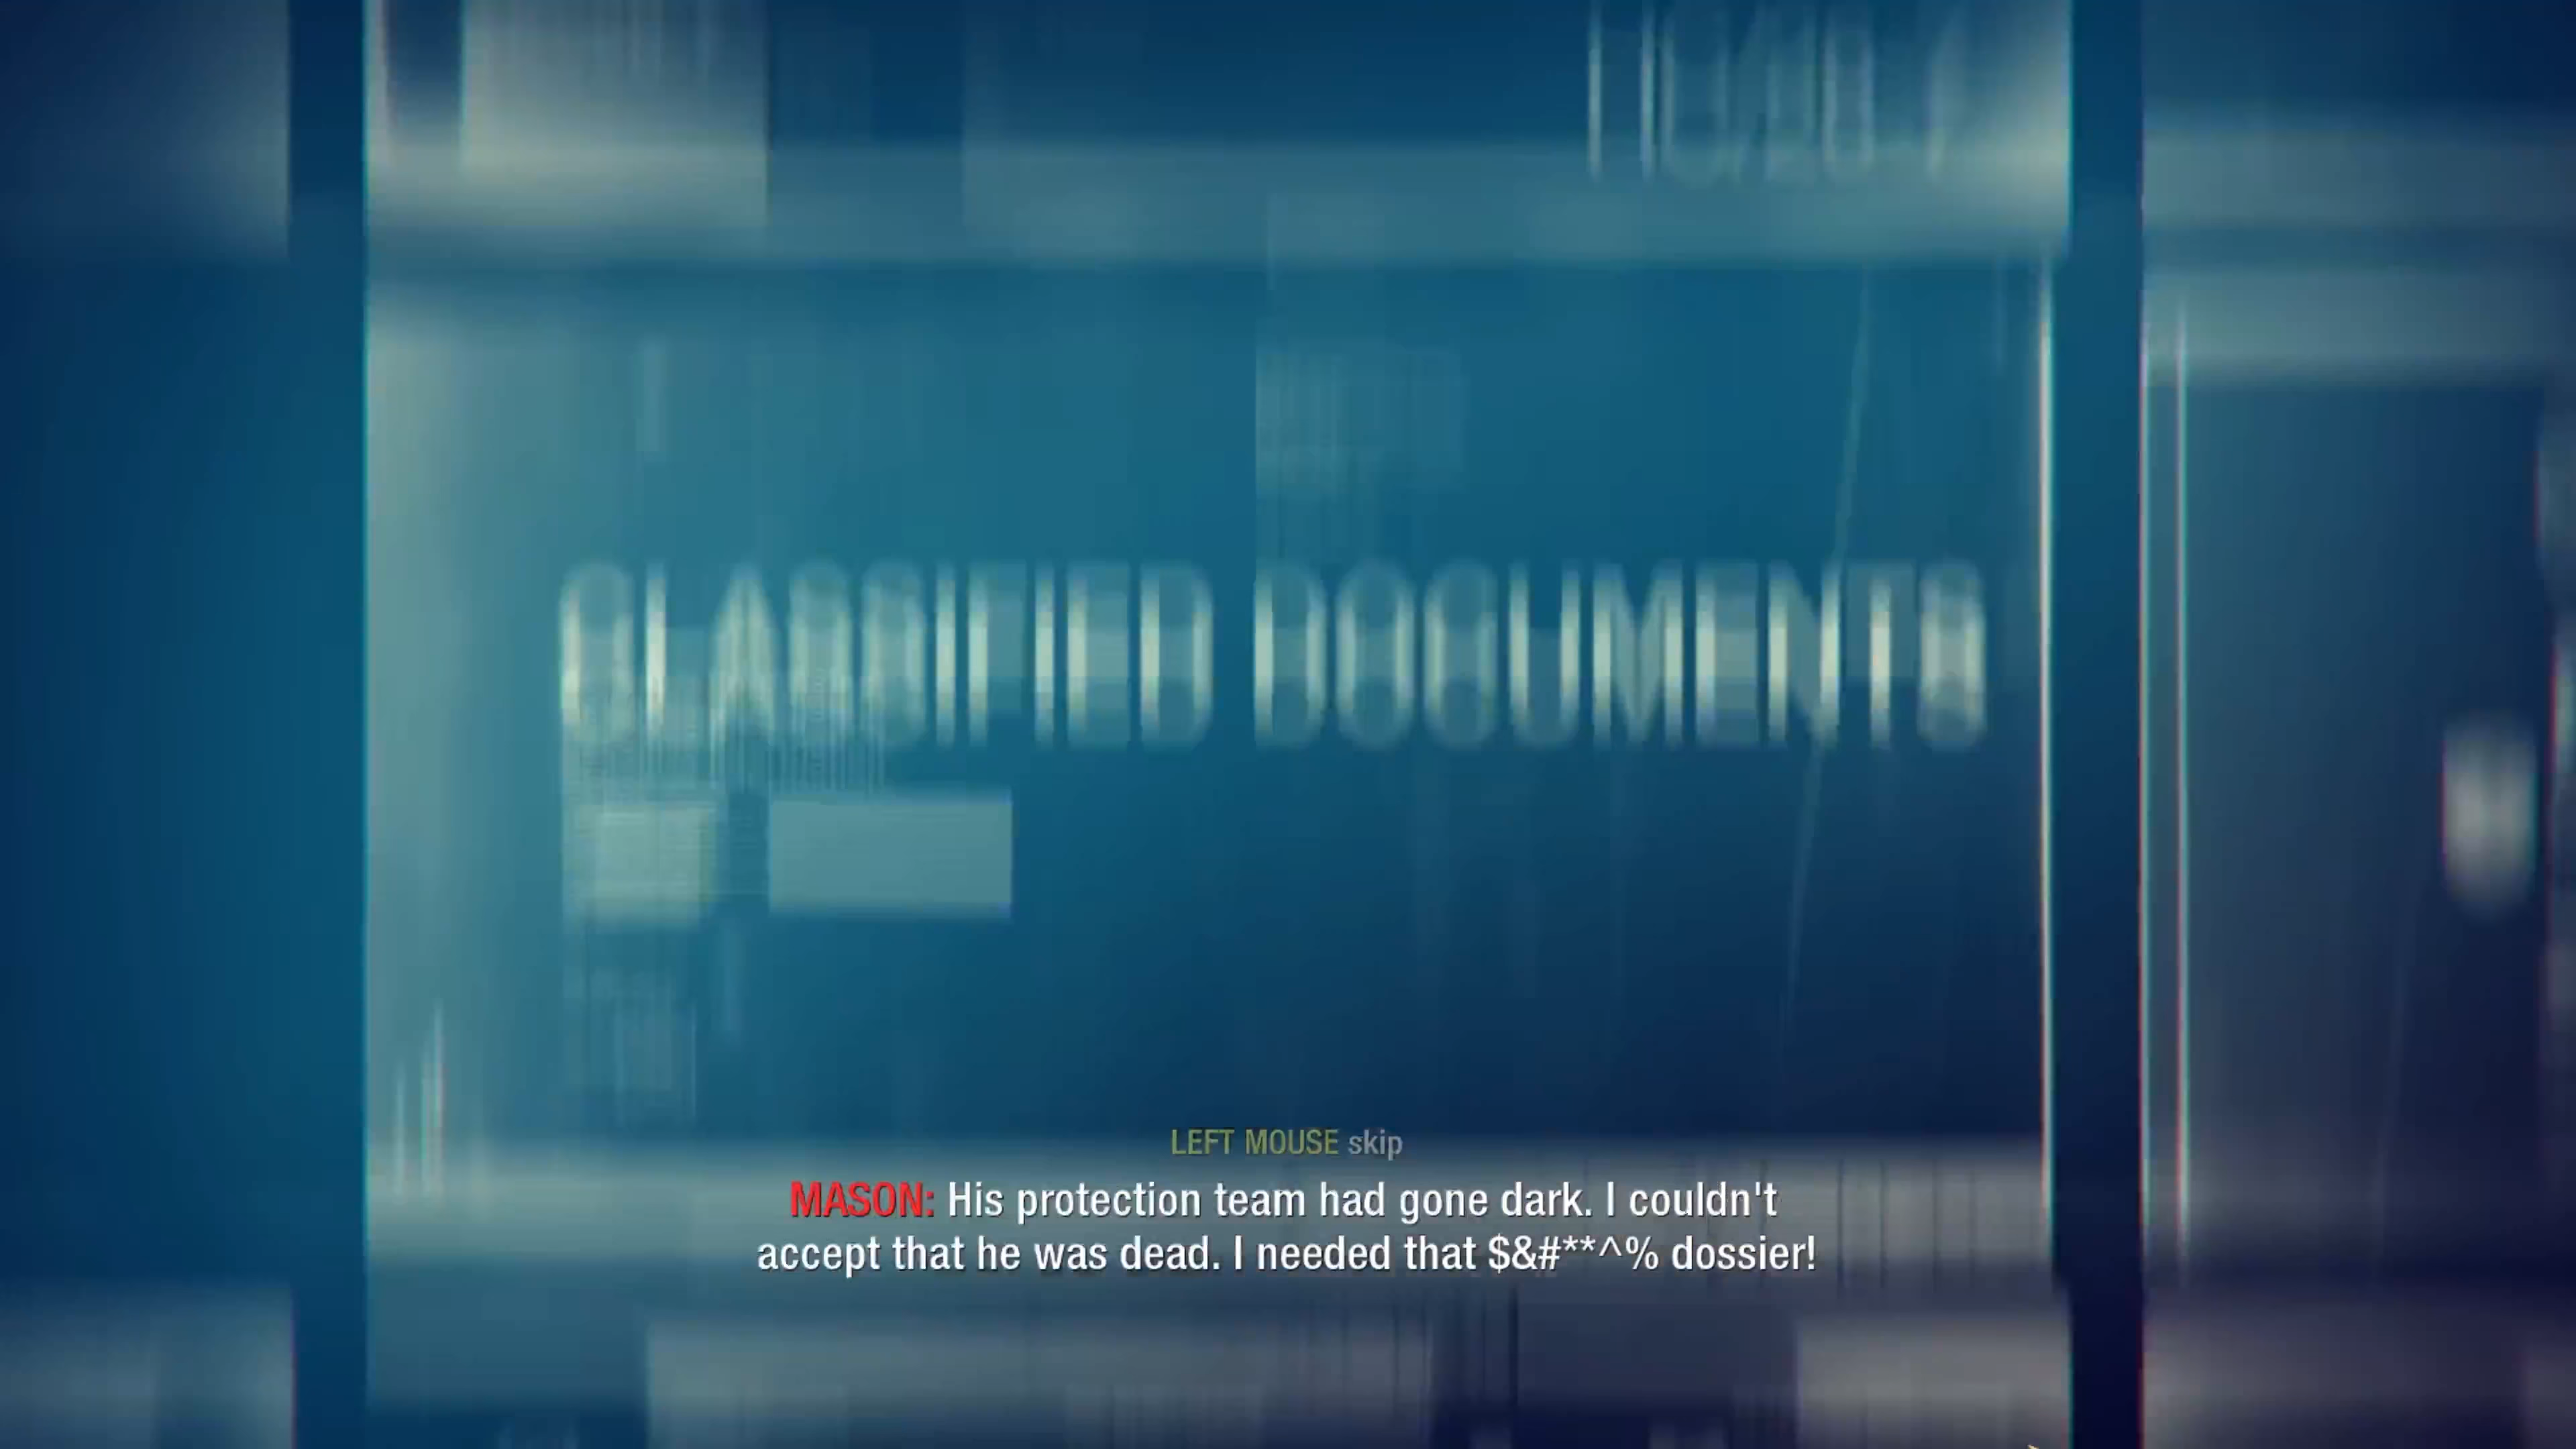 CLASSIFIED DOCUMENTS
LEFT MOUSE skip
MASON: His protection team had gone dark. I couldn't
accept that he was dead. I needed that $&#**^% dossier!